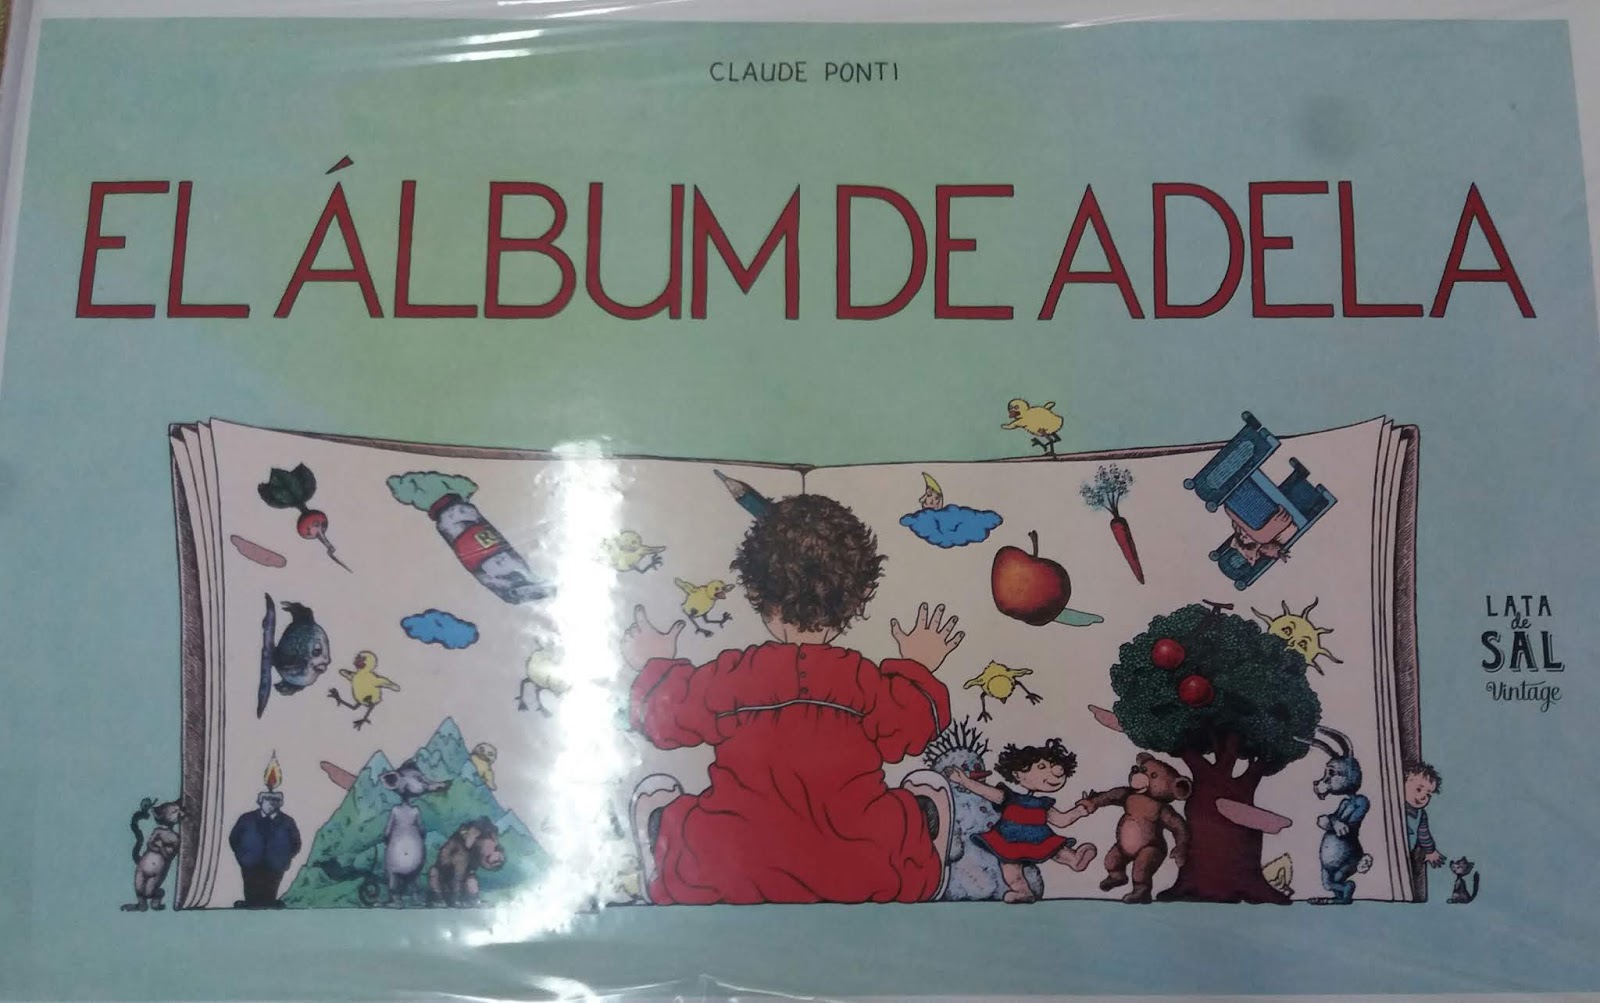 CLAUDE PONTI
EL ÁLBUM DE ADELA
LATA
de
SAL
Vintage